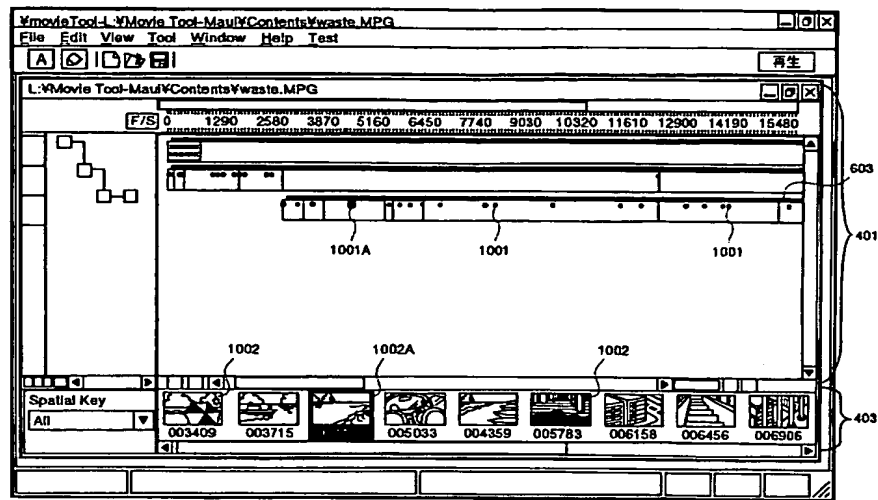 ¥movieTool-L:¥Movie Tool-Maui¥Contents¥waste.MPG
File Edit View Tool Window Help Test
A
再生
L:¥Movie Tool-Maui¥Contents¥waste.MPG
F/S 0 1290 2580 3870 5160 6450 7740 9030 10320 11610 12900 14190 15480
603
401
1001A 1001 1001
1002 1002A 1002
Spatial Key
All
003409 003715 005033 004359 005783 006158 006456 006906
403